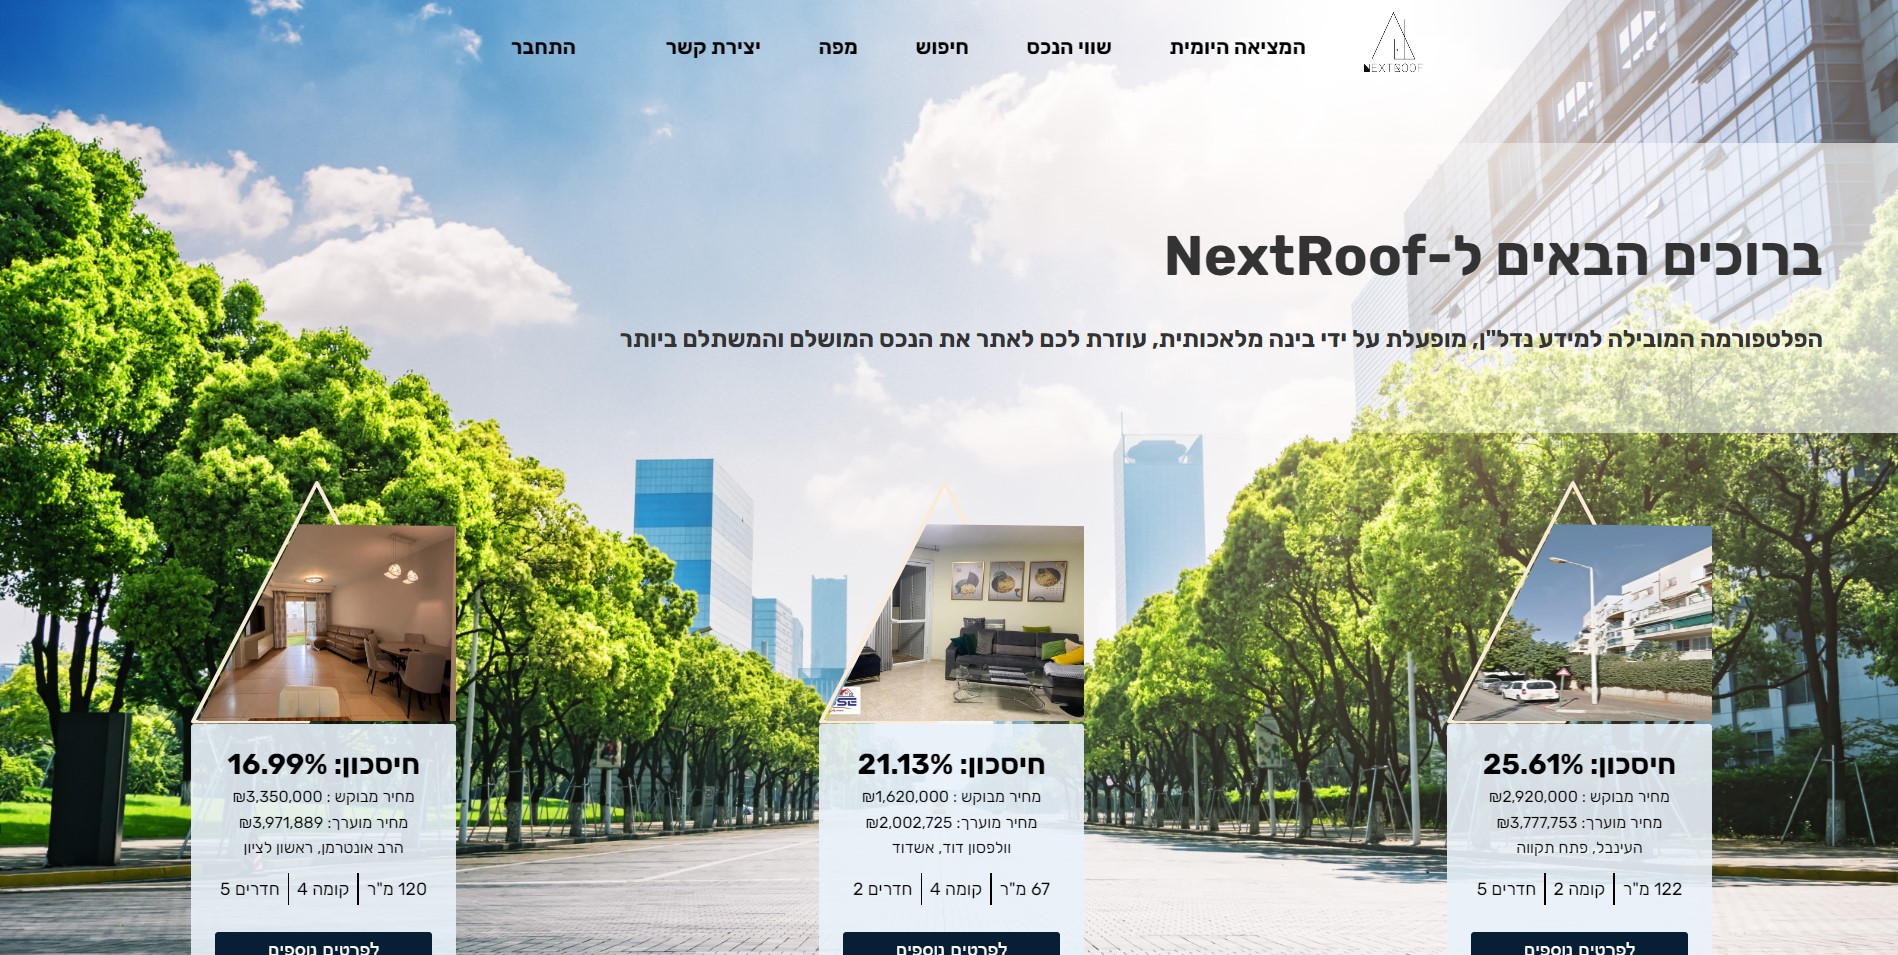 NEXTROOF
המציאה היומית
שווי הנכס
חיפוש
מפה
יצירת קשר
התחבר
ברוכים הבאים ל-NextRoof
הפלטפורמה המובילה למידע נדל"ן, מופעלת על ידי בינה מלאכותית, עוזרת לכם לאתר את הנכס המושלם והמשתלם ביותר
חיסכון: 25.61%
מחיר מבוקש : 2,920,000₪
מחיר מוערך: 3,777,753₪
העינבל, פתח תקווה
122 מ"ר
קומה 2
חדרים 5
לפרטים נוספים
חיסכון: 21.13%
מחיר מבוקש : 1,620,000₪
מחיר מוערך: 2,002,725₪
וולפסון דוד, אשדוד
67 מ"ר
קומה 4
חדרים 2
לפרטים נוספים
חיסכון: 16.99%
מחיר מבוקש : 3,350,000₪
מחיר מוערך: 3,971,889₪
הרב אונטרמן, ראשון לציון
120 מ"ר
קומה 4
חדרים 5
לפרטים נוספים